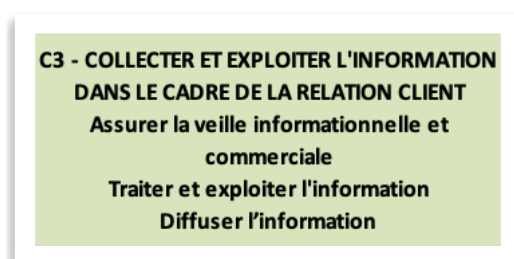 C3 - COLLECTER ET EXPLOITER L'INFORMATION
DANS LE CADRE DE LA RELATION CLIENT
Assurer la veille informationnelle et
commerciale
Traiter et exploiter l'information
Diffuser l’information